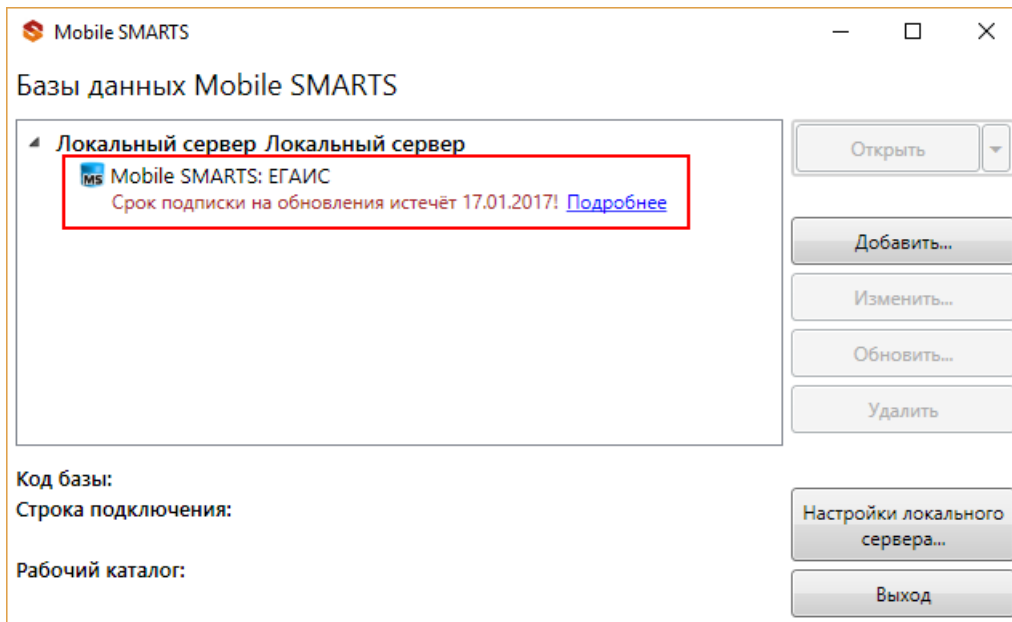 Mobile SMARTS
Базы данных Mobile SMARTS
Локальный сервер Локальный сервер
MS Mobile SMARTS: ЕГАИС
Срок подписки на обновления истечёт 17.01.2017! Подробнее
Открыть
Добавить...
Изменить...
Обновить...
Удалить
Код базы:
Строка подключения:
Рабочий каталог:
Настройки локального
сервера...
Выход